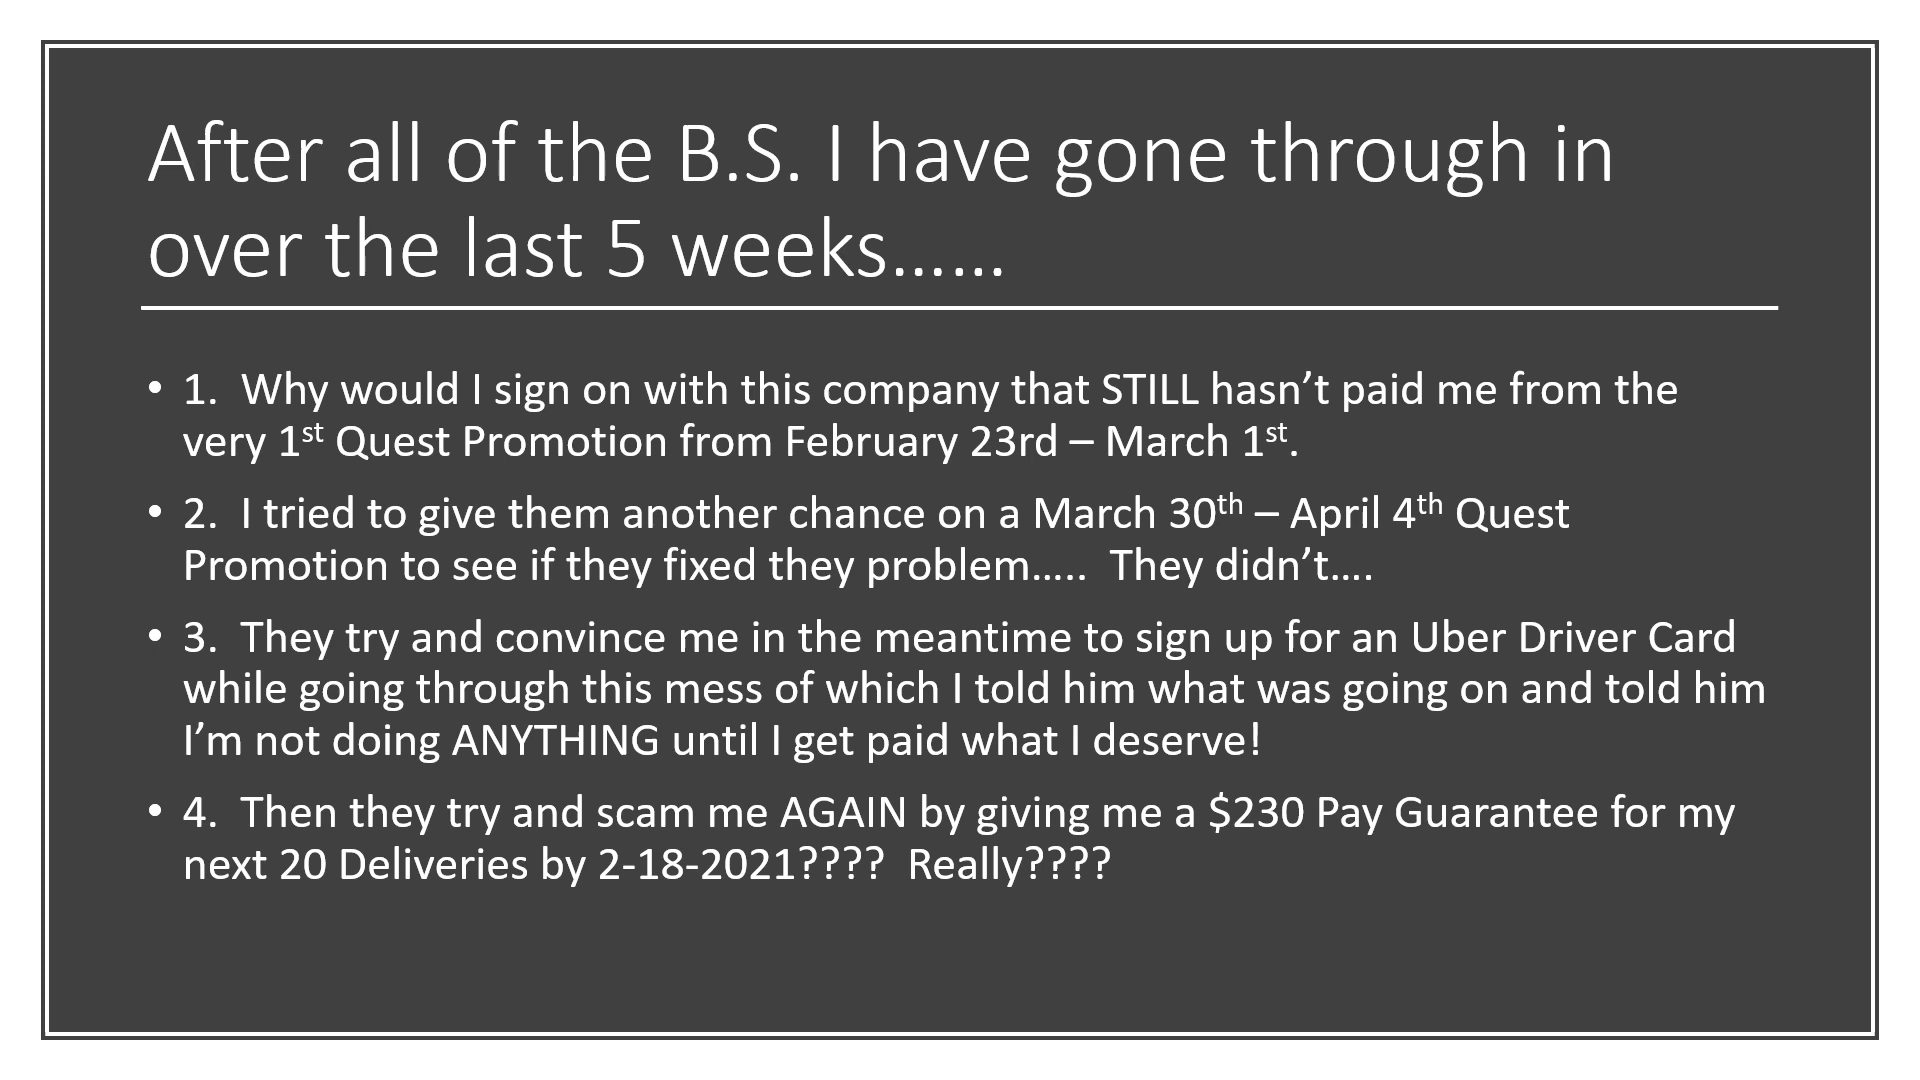 After all of the B.S. I have gone through in
over the last 5 weeks……
• 1.  Why would I sign on with this company that STILL hasn’t paid me from the
very 1st Quest Promotion from February 23rd – March 1st.
• 2.  I tried to give them another chance on a March 30th – April 4th Quest
Promotion to see if they fixed they problem…..  They didn’t….
• 3.  They try and convince me in the meantime to sign up for an Uber Driver Card
while going through this mess of which I told him what was going on and told him
I’m not doing ANYTHING until I get paid what I deserve!
• 4.  Then they try and scam me AGAIN by giving me a $230 Pay Guarantee for my
next 20 Deliveries by 2-18-2021????  Really????